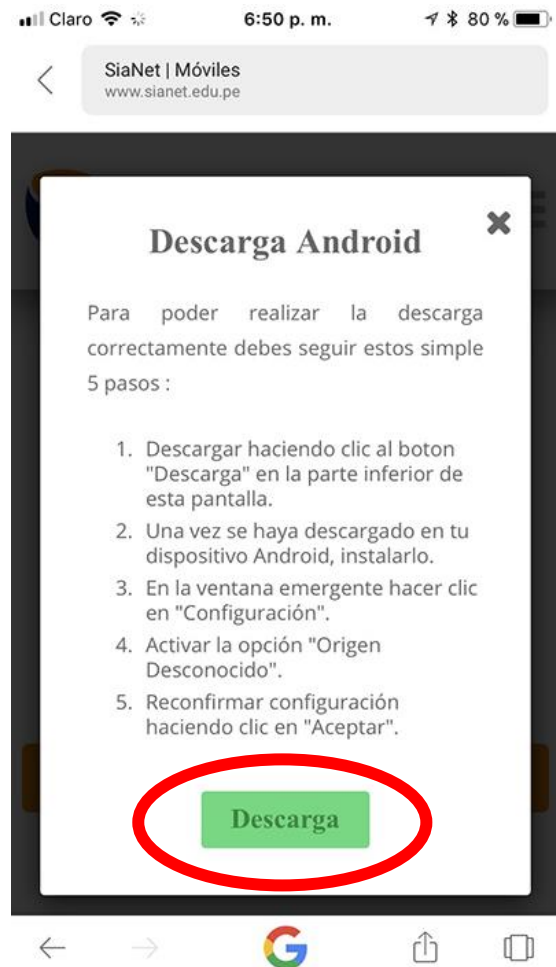 Claro 6:50 p. m. 80 %
SiaNet | Móviles
www.sianet.edu.pe
Descarga Android
Para poder realizar la descarga
correctamente debes seguir estos simple
5 pasos :
1. Descargar haciendo clic al boton
"Descarga" en la parte inferior de
esta pantalla.
2. Una vez se haya descargado en tu
dispositivo Android, instalarlo.
3. En la ventana emergente hacer clic
en "Configuración".
4. Activar la opción "Origen
Desconocido".
5. Reconfirmar configuración
haciendo clic en "Aceptar".
Descarga
G